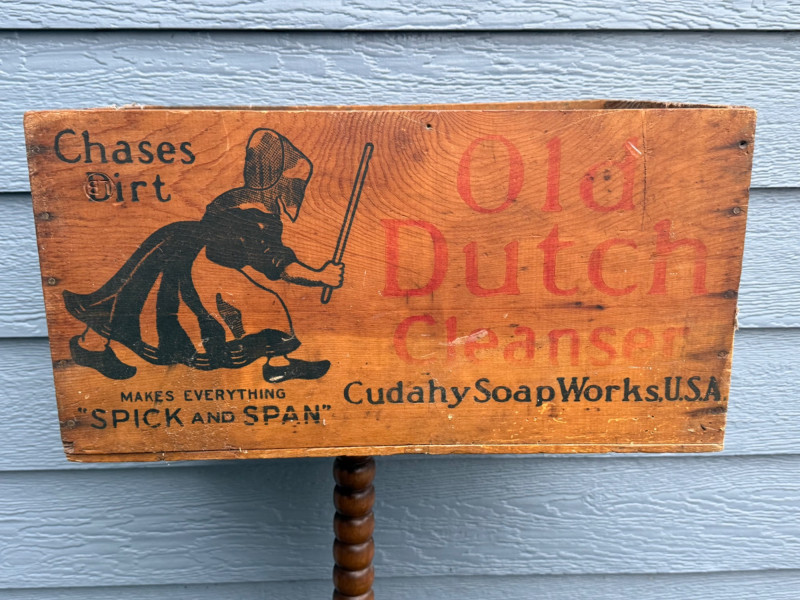 Chases
Dirt
Old
Dutch
Cleanser
MAKES EVERYTHING
"SPICK AND SPAN"
Cudahy Soap Works, U.S.A.